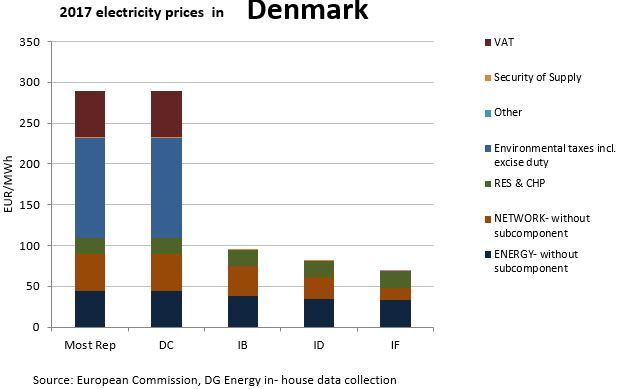 2017 electricity prices in Denmark
350
300
250
200
150
100
50
0
EUR/MWh
Most Rep DC IB ID IF
VAT
Security of Supply
Other
Environmental taxes incl.
excise duty
RES & CHP
NETWORK- without
subcomponent
ENERGY- without
subcomponent
Source: European Commission, DG Energy in- house data collection